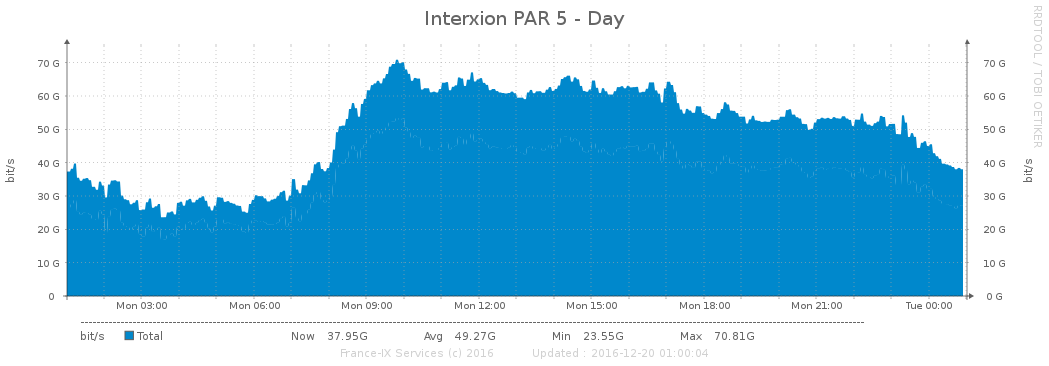 Interxion PAR 5 - Day
RRDTOOL / TOBI OETIKER
bit/s
70 G 70 G
60 G 60 G
50 G 50 G
40 G 40 G
30 G 30 G
20 G 20 G
10 G 10 G
0 0 G
bit/s
Mon 03:00 Mon 06:00 Mon 09:00 Mon 12:00 Mon 15:00 Mon 18:00 Mon 21:00 Tue 00:00
bit/s Total Now 37.95G Avg 49.27G Min 23.55G Max 70.81G
France-IX Services (c) 2016 Updated : 2016-12-20 01:00:04